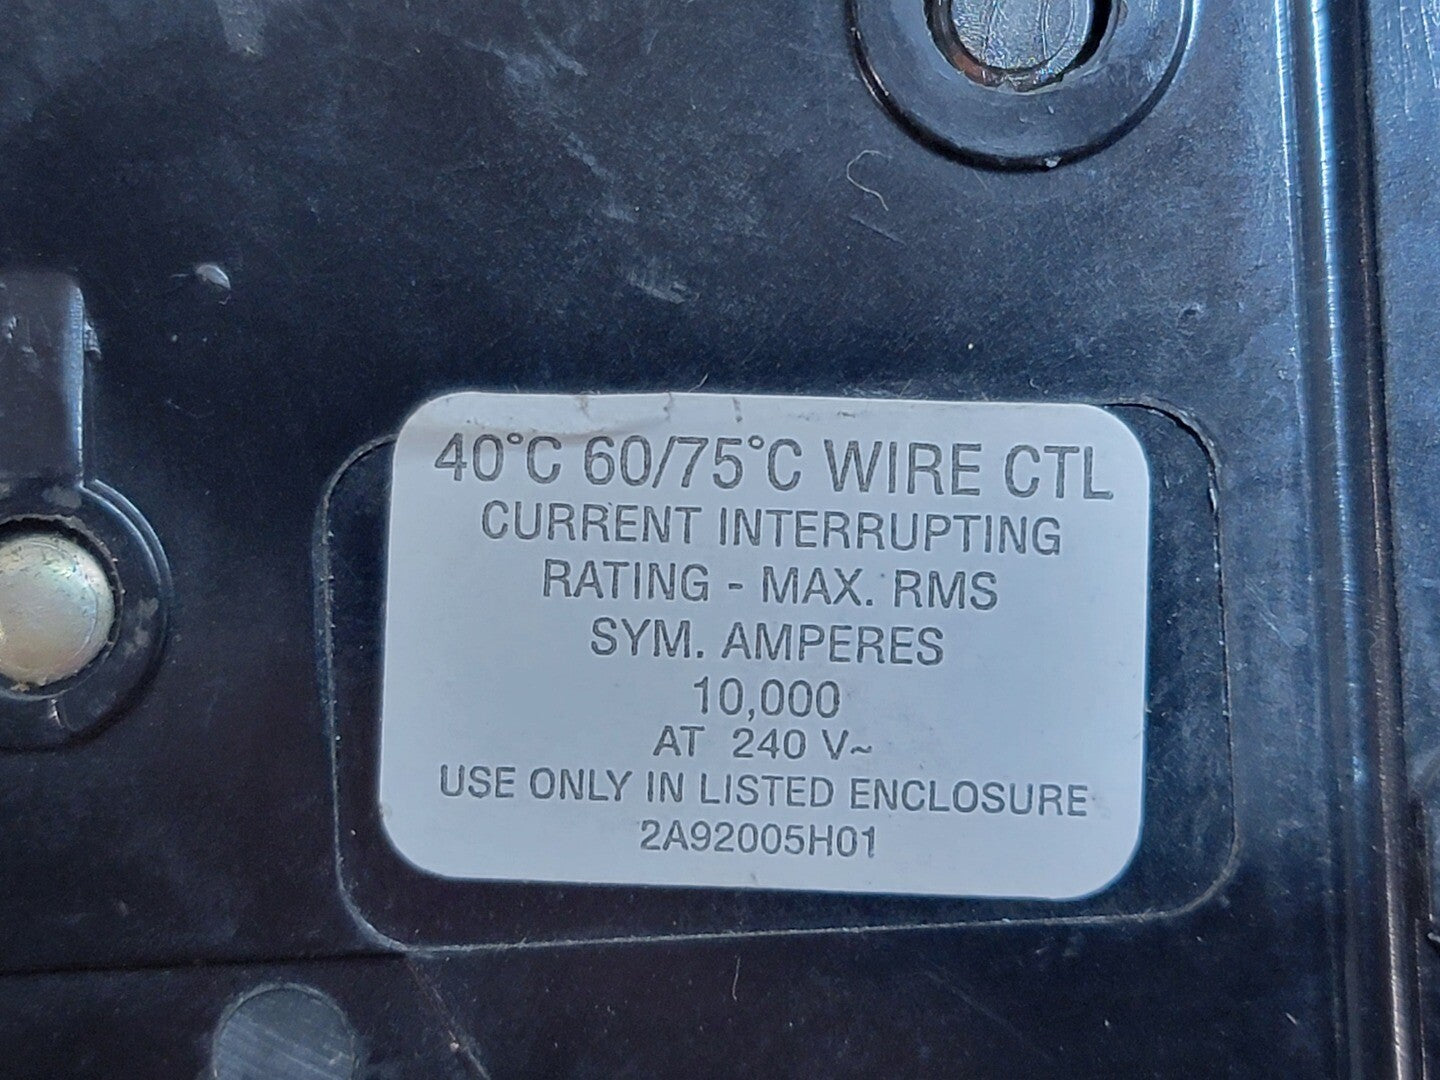 40°C 60/75°C WIRE CTL
CURRENT INTERRUPTING
RATING - MAX. RMS
SYM. AMPERES
10,000
AT 240 V~
USE ONLY IN LISTED ENCLOSURE
2A92005H01